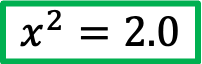 x² = 2.0